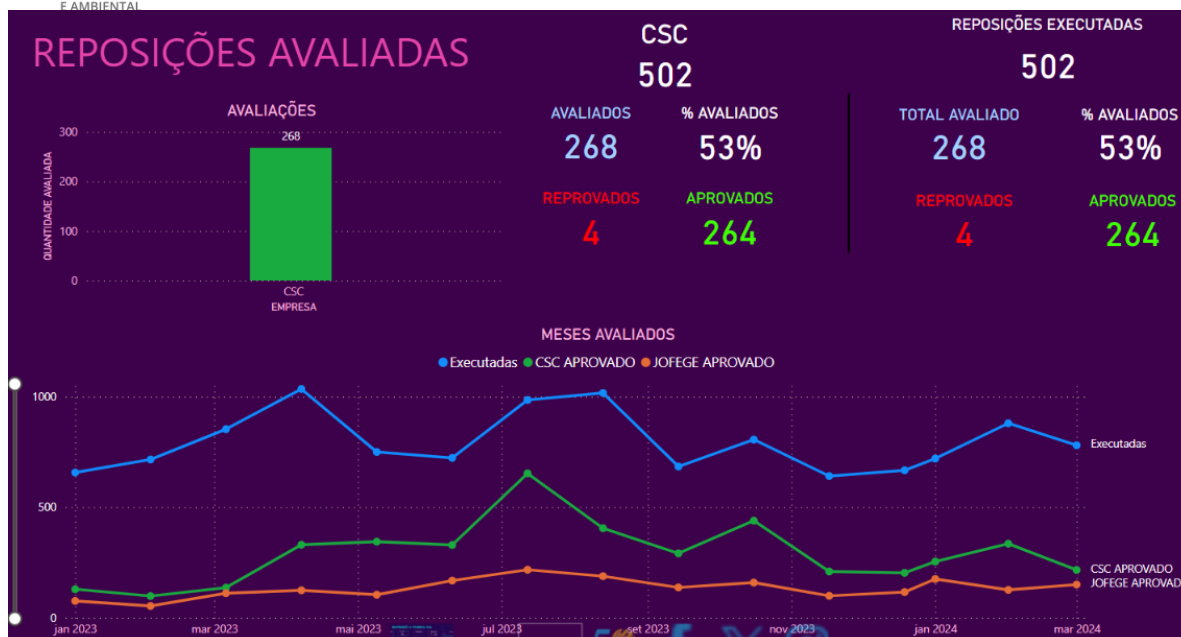 E AMBIENTAL
REPOSIÇÕES AVALIADAS
CSC
502
REPOSIÇÕES EXECUTADAS
502
AVALIAÇÕES
300
268
200
100
0
QUANTIDADE AVALIADA
CSC
EMPRESA
AVALIADOS
% AVALIADOS
268
53%
REPROVADOS
APROVADOS
4
264
TOTAL AVALIADO
% AVALIADOS
268
53%
REPROVADOS
APROVADOS
4
264
MESES AVALIADOS
Executadas CSC APROVADO JOFEGE APROVADO
1000
500
0
Executadas
CSC APROVADO
JOFEGE APROVAD
jan 2023 mar 2023 mai 2023 jul 2023 set 2023 nov 2023 jan 2024 mar 2024